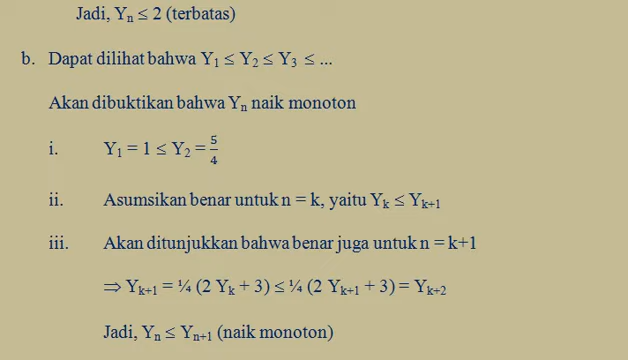 Jadi, Yₙ ≤ 2 (terbatas)
b. Dapat dilihat bahwa Y₁ ≤ Y₂ ≤ Y₃ ≤ ...
Akan dibuktikan bahwa Yₙ naik monoton
i. Y₁ = 1 ≤ Y₂ = 5/4
ii. Asumsikan benar untuk n = k, yaitu Yₖ ≤ Yₖ₊₁
iii. Akan ditunjukkan bahwa benar juga untuk n = k+1
⇒ Yₖ₊₁ = ¼ (2 Yₖ + 3) ≤ ¼ (2 Yₖ₊₁ + 3) = Yₖ₊₂
Jadi, Yₙ ≤ Yₙ₊₁ (naik monoton)